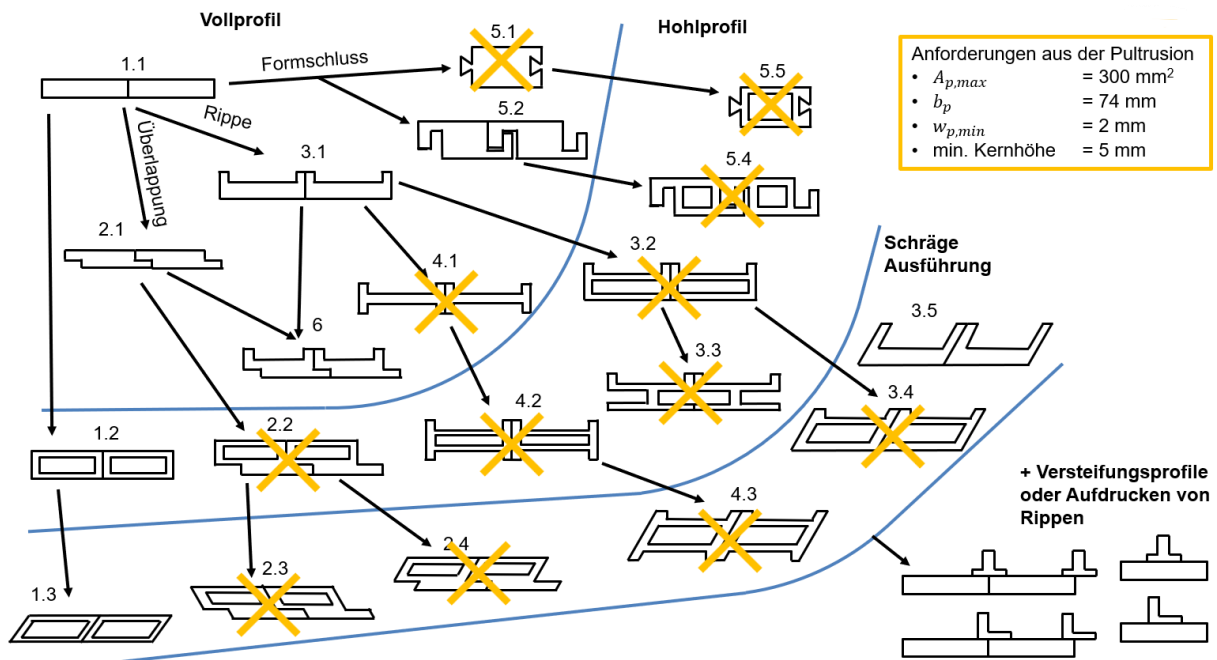 Vollprofil
Hohlprofil
Anforderungen aus der Pultrusion
• A_{p,max} = 300 mm²
• b_p = 74 mm
• w_{p,min} = 2 mm
• min. Kernhöhe = 5 mm
5.1
Formschluss
1.1
5.5
5.2
Rippe
Überlappung
3.1
5.4
2.1
3.2
Schräge
Ausführung
4.1
3.5
6
3.3
3.4
4.2
2.2
1.2
+ Versteifungsprofile
oder Aufdrucken von
Rippen
4.3
2.4
2.3
1.3